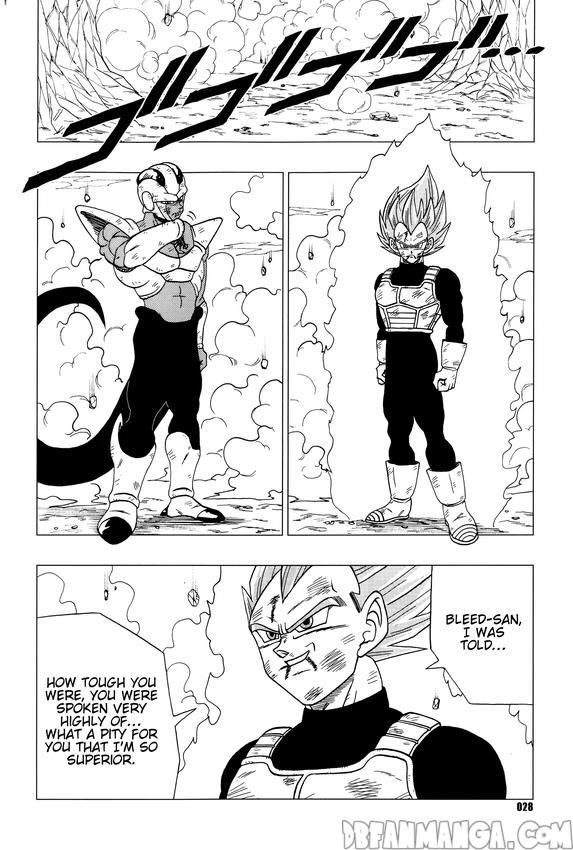 ゴゴゴゴ...
BLEED-SAN,
I WAS
TOLD...
HOW TOUGH YOU
WERE, YOU WERE
SPOKEN VERY
HIGHLY OF...
WHAT A PITY FOR
YOU THAT I'M SO
SUPERIOR.
028
DBFANMANGA.COM